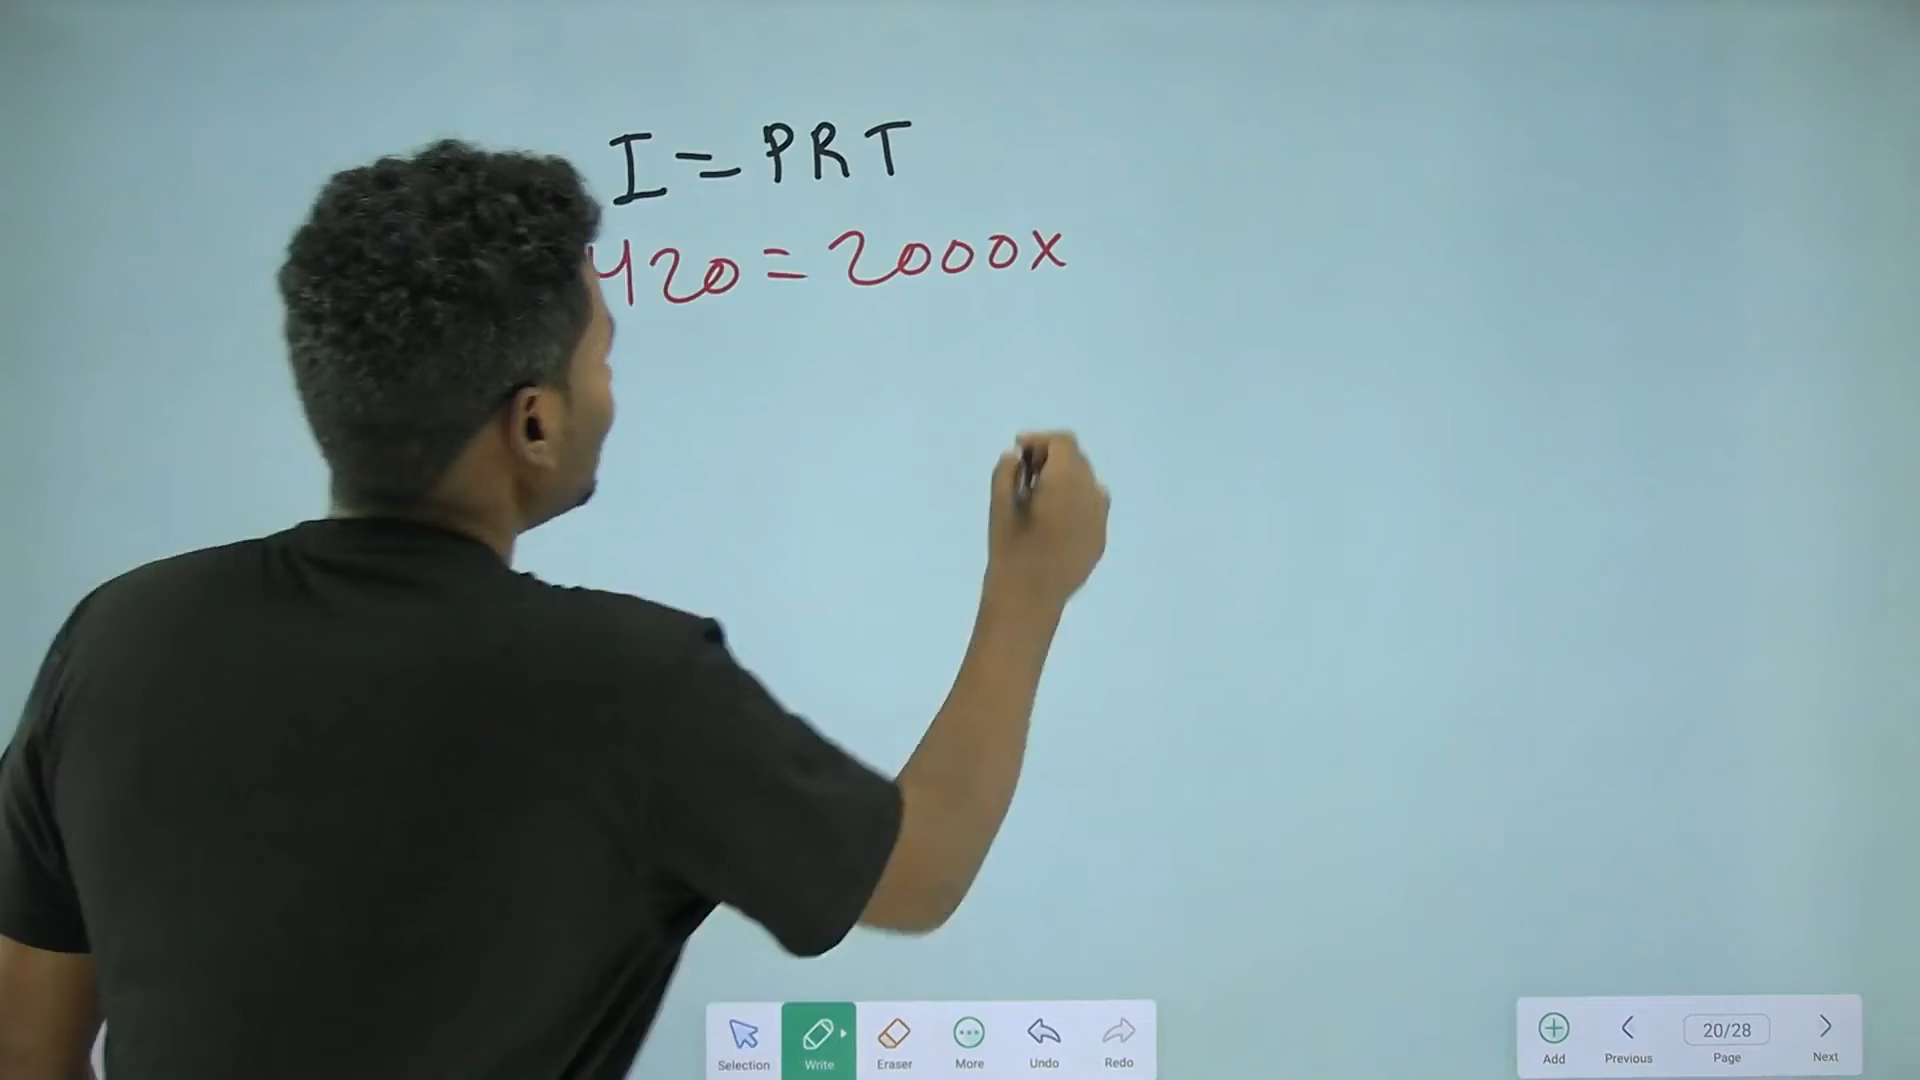 I = PRT
420 = 2000x
Selection
Write
Eraser
More
Undo
Redo
Add
Previous
20/28
Page
Next